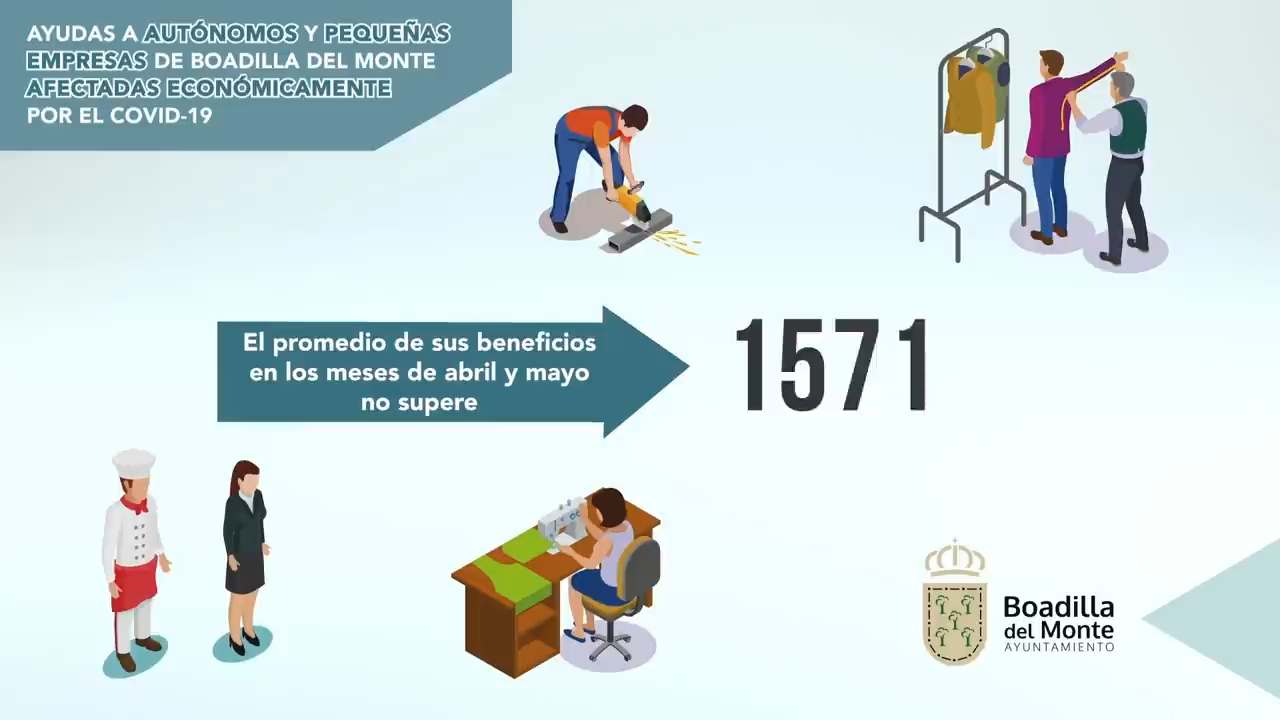 AYUDAS A AUTÓNOMOS Y PEQUEÑAS
EMPRESAS DE BOADILLA DEL MONTE
AFECTADAS ECONÓMICAMENTE
POR EL COVID-19
El promedio de sus beneficios
en los meses de abril y mayo
no supere
1571
Boadilla
del Monte
AYUNTAMIENTO